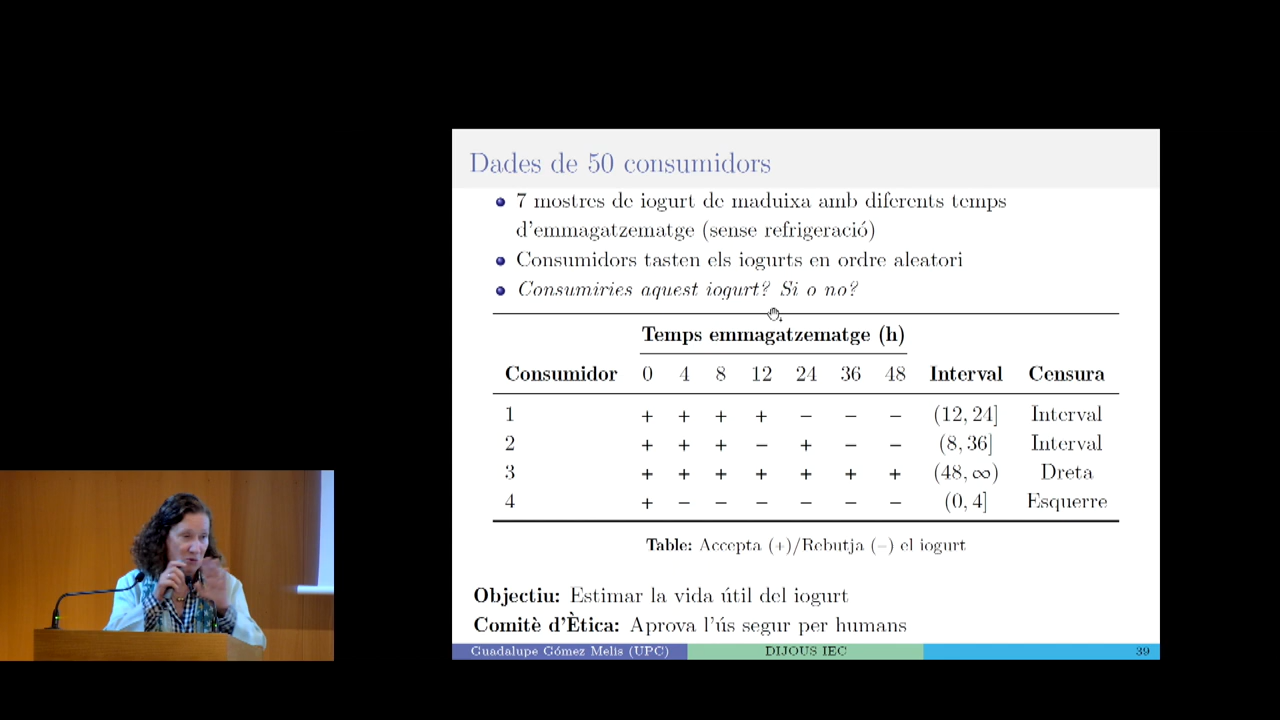 Dades de 50 consumidors
7 mostres de iogurt de maduixa amb diferents temps
d'emmagatzematge (sense refrigeració)
Consumidors tasten els iogurts en ordre aleatori
Consumiries aquest iogurt? Si o no?
Temps emmagatzematge (h)
Consumidor 0 4 8 12 24 36 48 Interval Censura
1 + + + + − − − (12, 24] Interval
2 + + + − + − − (8, 36] Interval
3 + + + + + + + (48, ∞) Dreta
4 + − − − − − − (0, 4] Esquerre
Table: Accepta (+)/Rebutja (−) el iogurt
Objectiu: Estimar la vida útil del iogurt
Comitè d'Ètica: Aprova l'ús segur per humans
Guadalupe Gómez Melis (UPC) DIJOUS IEC 39